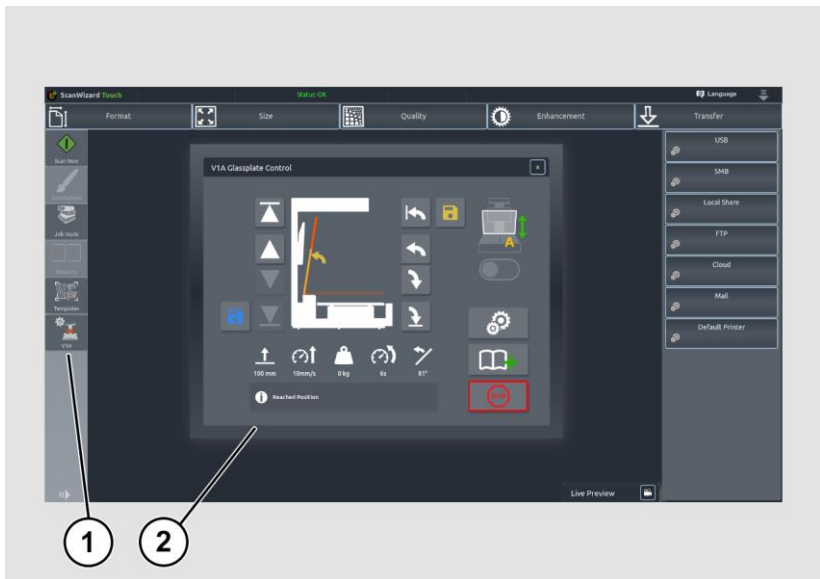 ScanWizard Touch
Status: OK
Language
Format
Size
Quality
Enhancement
Transfer
Scan Now
Job mode
Templates
V1A
V1A Glassplate Control
x
A
100 mm
10mm/s
0 kg
6s
81°
i Reached Position
STOP
USB
SMB
Local Share
FTP
Cloud
Mail
Default Printer
Live Preview
1
2